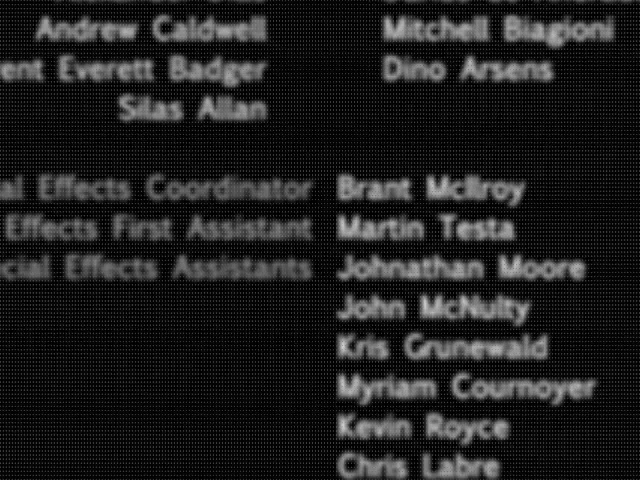 Andrew Caldwell Mitchell Biagioni
Everett Badger Dino Arsens
Silas Allan
Effects Coordinator Brant McIlroy
Effects First Assistant Martin Testa
Effects Assistants Johnathan Moore
John McNulty
Kris Grunewald
Myriam Cournoyer
Kevin Royce
Chris Labre